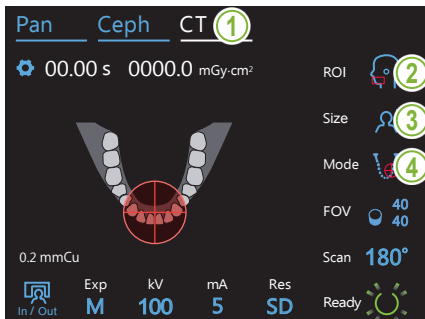 Pan Ceph CT 1
00.00 s 0000.0 mGy·cm²
ROI 2
Size 3
Mode 4
FOV 40
40
0.2 mmCu
Scan 180°
Exp kV mA Res
In / Out M 100 5 SD
Ready